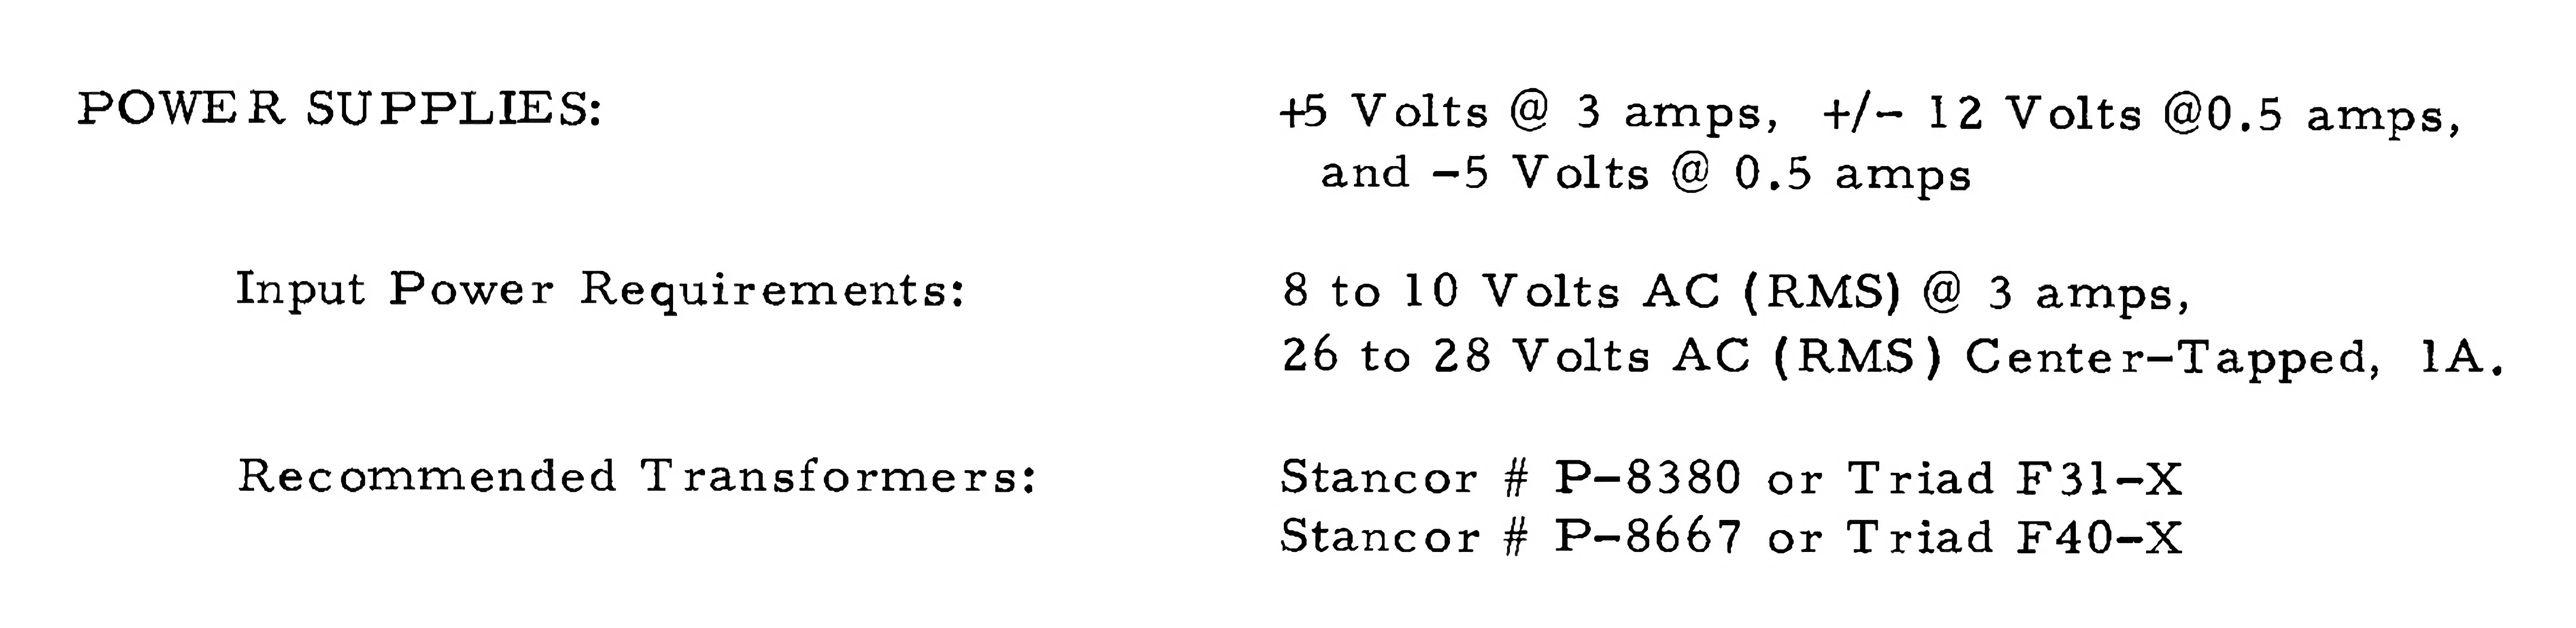 POWER SUPPLIES: +5 Volts @ 3 amps, +/- 12 Volts @0.5 amps,
and -5 Volts @ 0.5 amps
Input Power Requirements: 8 to 10 Volts AC (RMS) @ 3 amps,
26 to 28 Volts AC (RMS) Center-Tapped, 1A.
Recommended Transformers: Stancor # P-8380 or Triad F31-X
Stancor # P-8667 or Triad F40-X